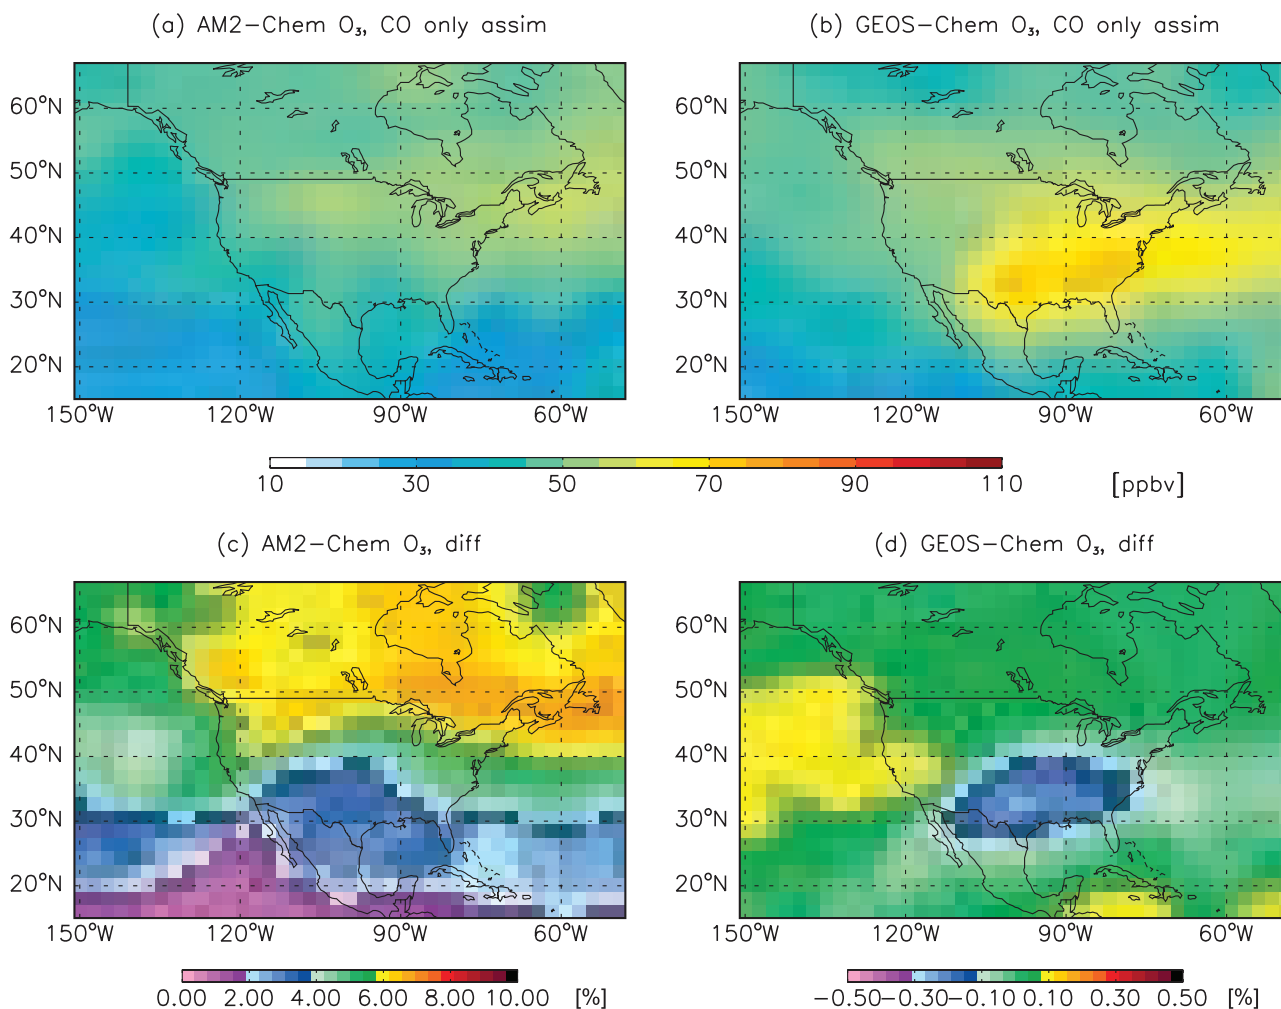 (a) AM2−Chem O₃, CO only assim
(b) GEOS−Chem O₃, CO only assim
60°N
50°N
40°N
30°N
20°N
150°W 120°W 90°W 60°W
60°N
50°N
40°N
30°N
20°N
150°W 120°W 90°W 60°W
10 30 50 70 90 110 [ppbv]
(c) AM2−Chem O₃, diff
(d) GEOS−Chem O₃, diff
60°N
50°N
40°N
30°N
20°N
150°W 120°W 90°W 60°W
60°N
50°N
40°N
30°N
20°N
150°W 120°W 90°W 60°W
0.00 2.00 4.00 6.00 8.00 10.00 [%]
−0.50 −0.30 −0.10 0.10 0.30 0.50 [%]